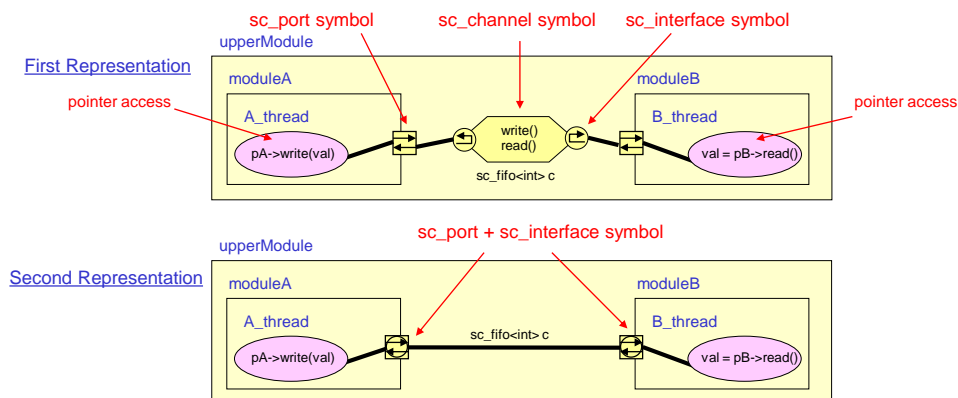 sc_port symbol sc_channel symbol sc_interface symbol
upperModule
First Representation
moduleA moduleB
pointer access pointer access
A_thread B_thread
write()
pA->write(val) val = pB->read()
read()
sc_fifo<int> c
sc_port + sc_interface symbol
upperModule
Second Representation
moduleA moduleB
A_thread B_thread
sc_fifo<int> c
pA->write(val) val = pB->read()